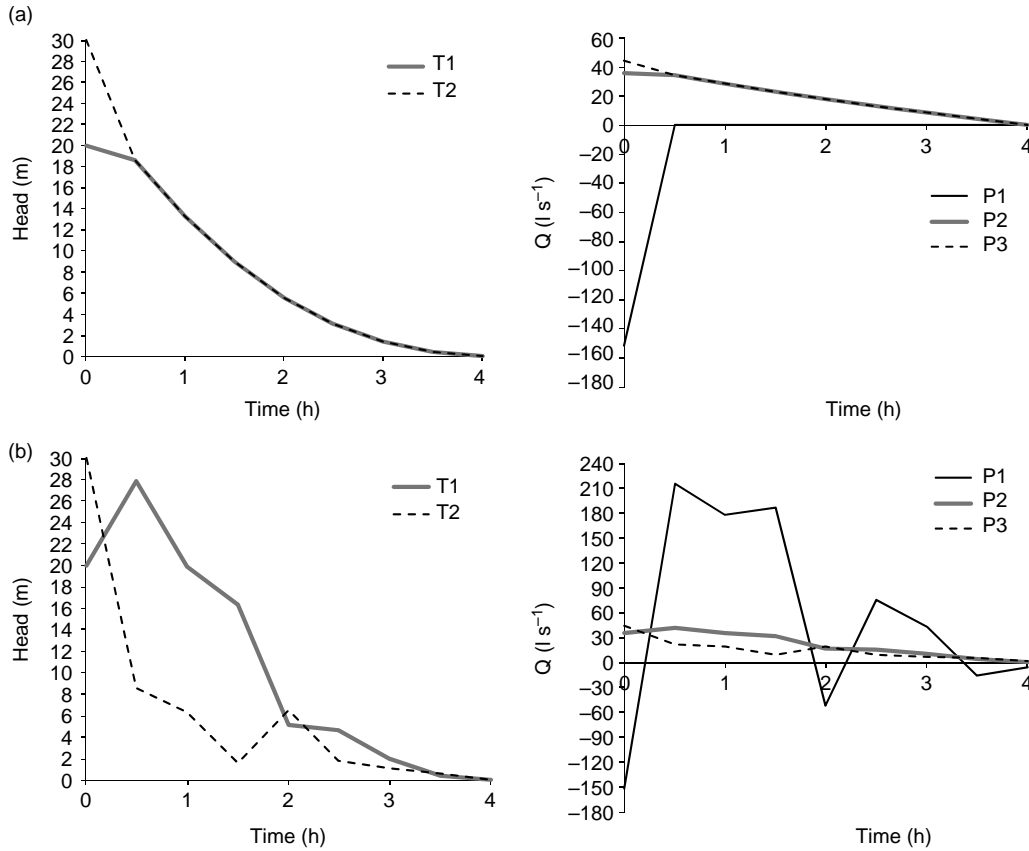 (a)
30
28
26
24
22
20
18
16
14
12
10
8
6
4
2
0
Head (m)
0 1 2 3 4
Time (h)
T1
T2
60
40
20
0
–20
–40
–60
–80
–100
–120
–140
–160
–180
Q (l s⁻¹)
0 1 2 3 4
Time (h)
P1
P2
P3
(b)
30
28
26
24
22
20
18
16
14
12
10
8
6
4
2
0
Head (m)
0 1 2 3 4
Time (h)
T1
T2
240
210
180
150
120
90
60
30
0
–30
–60
–90
–120
–150
–180
Q (l s⁻¹)
0 1 2 3 4
Time (h)
P1
P2
P3